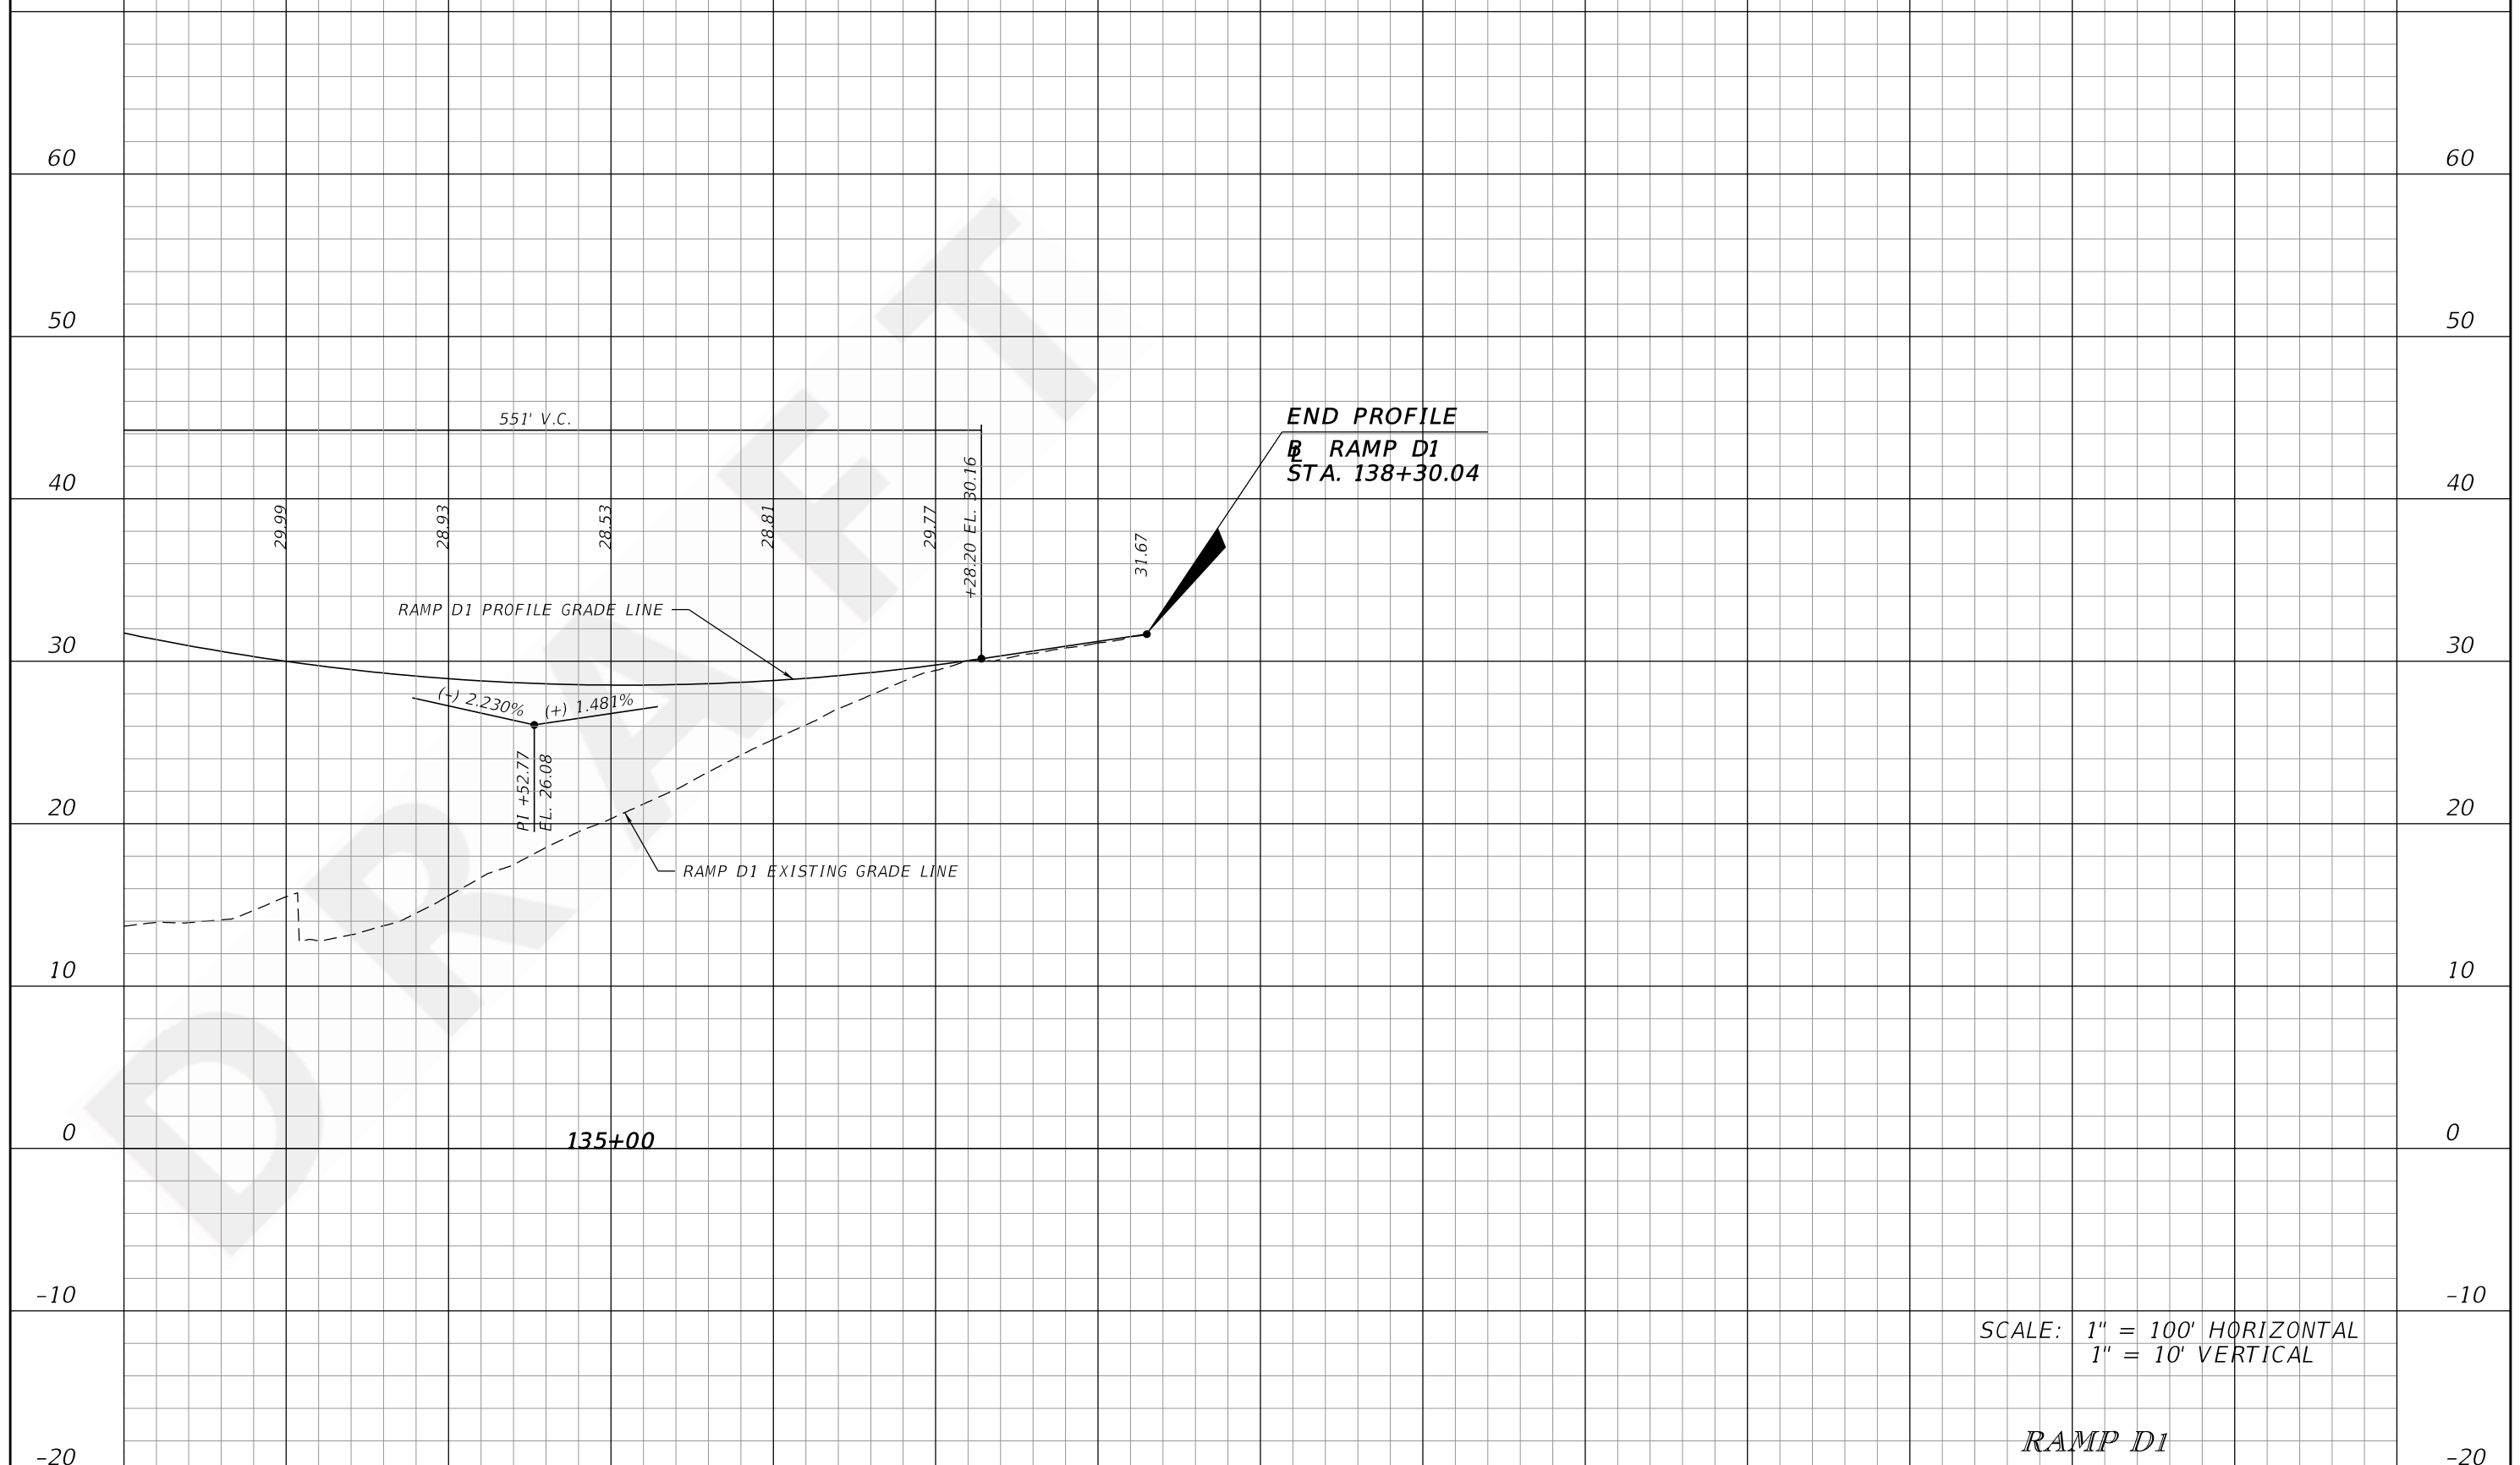 60
60
50
50
551' V.C.
END PROFILE
BL RAMP D1
STA. 138+30.04
40
40
29.99
28.93
28.53
28.81
29.77
+28.20 EL. 30.16
31.67
RAMP D1 PROFILE GRADE LINE
30
30
(-) 2.230%
(+) 1.481%
PI +52.77
EL. 26.08
20
20
RAMP D1 EXISTING GRADE LINE
10
10
0
135+00
0
-10
-10
SCALE: 1" = 100' HORIZONTAL
1" = 10' VERTICAL
RAMP D1
-20
-20
DRAFT